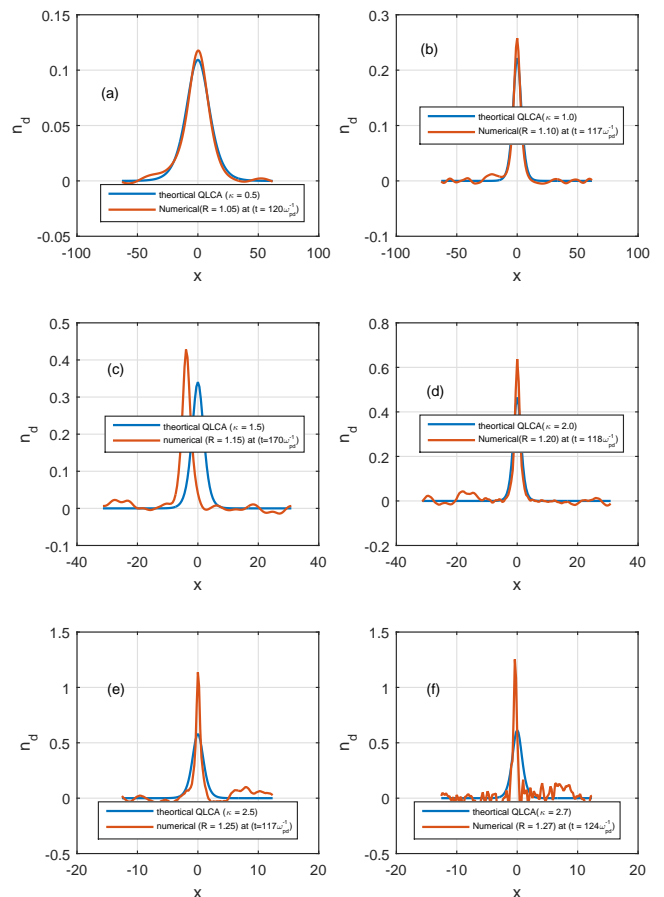 0.15
0.1
0.05
0
-0.05
-100
-50
0
50
100
n_d
x
(a)
theortical QLCA (κ = 0.5)
Numerical(R = 1.05) at (t = 120ω_pd^-1)
0.3
0.2
0.1
0
-0.1
-100
-50
0
50
100
n_d
x
(b)
theortical QLCA(κ = 1.0)
Numerical(R = 1.10) at (t = 117ω_pd^-1)
0.5
0.4
0.3
0.2
0.1
0
-0.1
-40
-20
0
20
40
n_d
x
(c)
theortical QLCA (κ = 1.5)
numerical (R = 1.15) at (t=170ω_pd^-1)
0.8
0.6
0.4
0.2
0
-0.2
-40
-20
0
20
40
n_d
x
(d)
theortical QLCA(κ = 2.0)
Numerical(R = 1.20) at (t = 118ω_pd^-1)
1.5
1
0.5
0
-0.5
-20
-10
0
10
20
n_d
x
(e)
theortical QLCA (κ = 2.5)
numerical (R = 1.25) at (t=117ω_pd^-1)
1.5
1
0.5
0
-0.5
-20
-10
0
10
20
n_d
x
(f)
theortical QLCA(κ = 2.7)
Numerical (R = 1.27) at (t = 124ω_pd^-1)